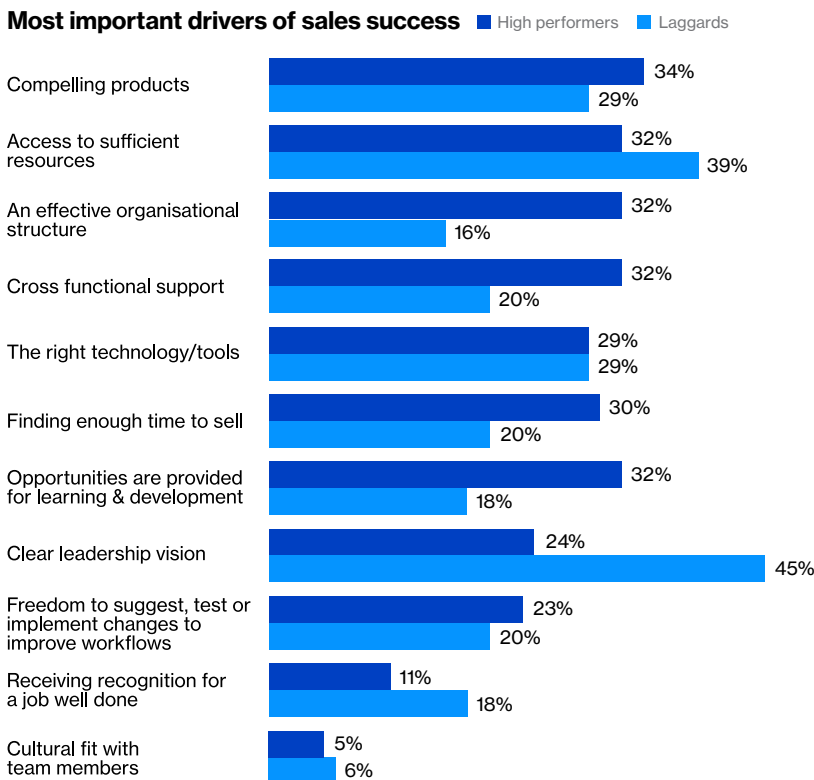 Most important drivers of sales success High performers Laggards
Compelling products
34%
29%
Access to sufficient
resources
32%
39%
An effective organisational
structure
32%
16%
Cross functional support
32%
20%
The right technology/tools
29%
29%
Finding enough time to sell
30%
20%
Opportunities are provided
for learning & development
32%
18%
Clear leadership vision
24%
45%
Freedom to suggest, test or
implement changes to
improve workflows
23%
20%
Receiving recognition for
a job well done
11%
18%
Cultural fit with
team members
5%
6%